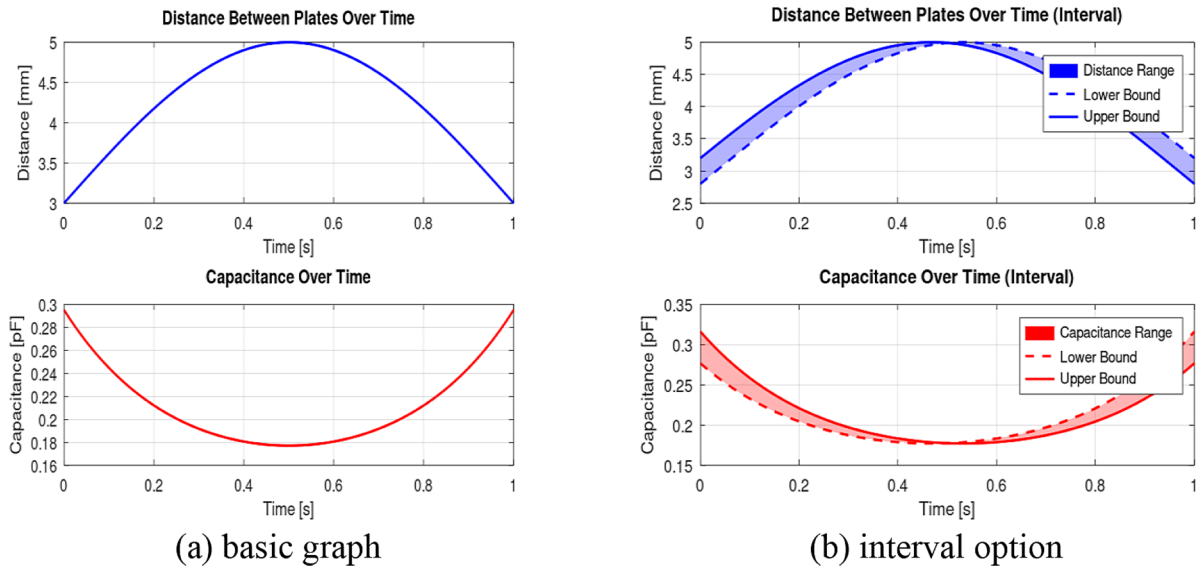 Distance Between Plates Over Time
Distance [mm]
5
4.5
4
3.5
3
0 0.2 0.4 0.6 0.8 1
Time [s]
Capacitance Over Time
Capacitance [pF]
0.3
0.28
0.26
0.24
0.22
0.2
0.18
0.16
0 0.2 0.4 0.6 0.8 1
Time [s]
(a) basic graph
Distance Between Plates Over Time (Interval)
Distance [mm]
5
4.5
4
3.5
3
2.5
Distance Range
Lower Bound
Upper Bound
0 0.2 0.4 0.6 0.8 1
Time [s]
Capacitance Over Time (Interval)
Capacitance [pF]
0.35
0.3
0.25
0.2
0.15
Capacitance Range
Lower Bound
Upper Bound
0 0.2 0.4 0.6 0.8 1
Time [s]
(b) interval option